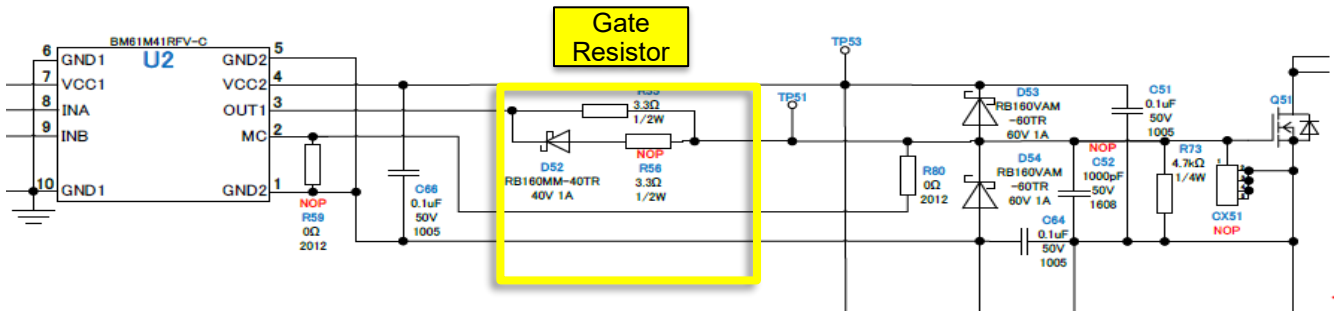 Gate
Resistor
BM61M41RFV-C
U2
6
GND1
7
VCC1
8
INA
9
INB
10
GND1
5
GND2
4
VCC2
3
OUT1
2
MC
1
GND2
NOP
R59
0Ω
2012
C66
0.1uF
50V
1005
3.3Ω
1/2W
D52
RB160MM-40TR
40V 1A
NOP
R56
3.3Ω
1/2W
TP51
TP53
R80
0Ω
2012
D53
RB160VAM
-60TR
60V 1A
D54
RB160VAM
-60TR
60V 1A
C64
0.1uF
50V
1005
C51
0.1uF
50V
1005
NOP
C52
1000pF
50V
1608
R73
4.7kΩ
1/4W
Q51
CX51
NOP